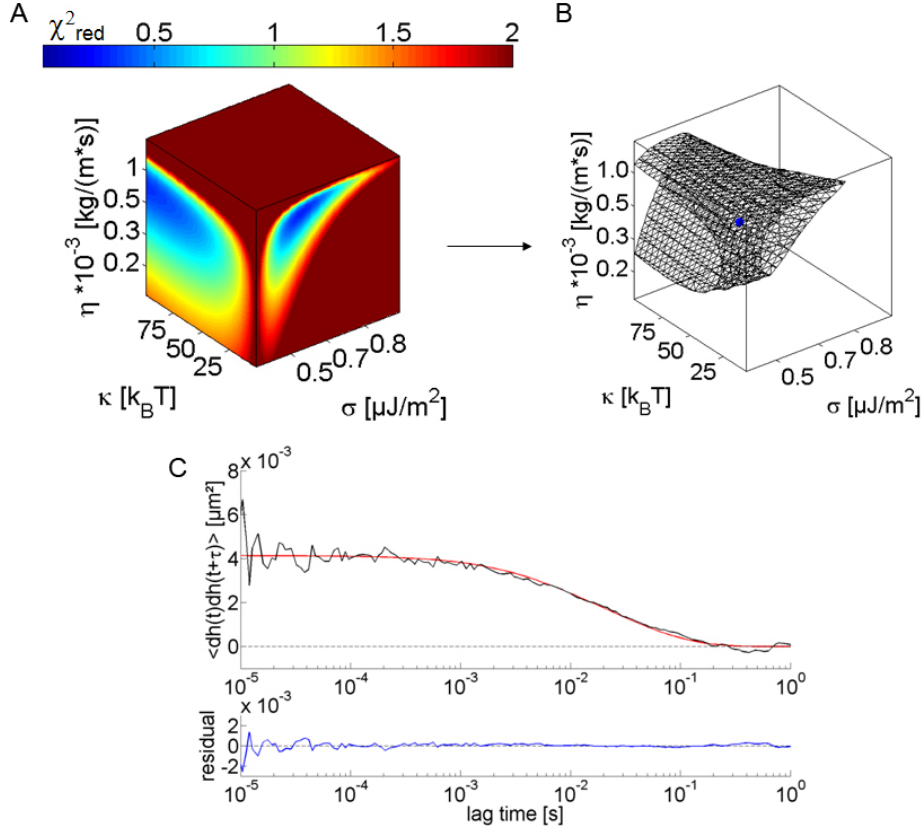 A
B
χ²red 0.5 1 1.5 2
η *10⁻³ [kg/(m*s)]
1
0.5
0.3
0.2
75
50
25
κ [k_BT]
0.5
0.7
0.8
σ [µJ/m²]
η *10⁻³ [kg/(m*s)]
1.0
0.5
0.3
0.2
75
50
25
κ [k_BT]
0.5
0.7
0.8
σ [µJ/m²]
C
x 10⁻³
8
6
4
2
0
<dh(t)dh(t+τ)> [µm²]
10⁻⁵ 10⁻⁴ 10⁻³ 10⁻² 10⁻¹ 10⁰
x 10⁻³
2
0
-2
residual
10⁻⁵ 10⁻⁴ 10⁻³ 10⁻² 10⁻¹ 10⁰
lag time [s]